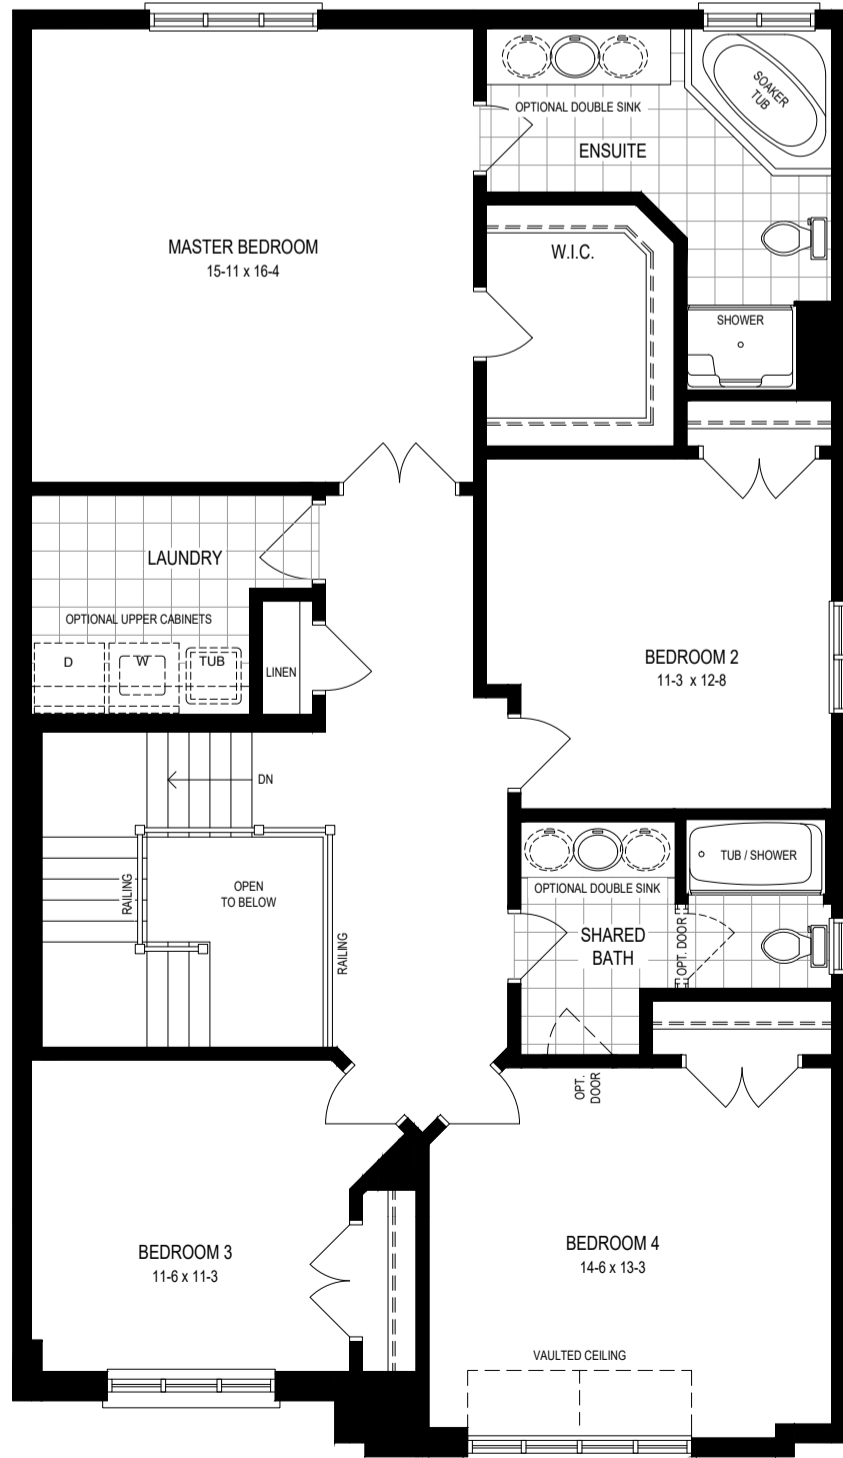 SOAKER
TUB
OPTIONAL DOUBLE SINK
ENSUITE
MASTER BEDROOM
15-11 x 16-4
W.I.C.
SHOWER
LAUNDRY
OPTIONAL UPPER CABINETS
D
W
TUB
LINEN
BEDROOM 2
11-3 x 12-8
DN
OPEN
TO BELOW
RAILING
RAILING
TUB / SHOWER
OPTIONAL DOUBLE SINK
SHARED
BATH
OPT. DOOR
OPT.
DOOR
BEDROOM 3
11-6 x 11-3
BEDROOM 4
14-6 x 13-3
VAULTED CEILING